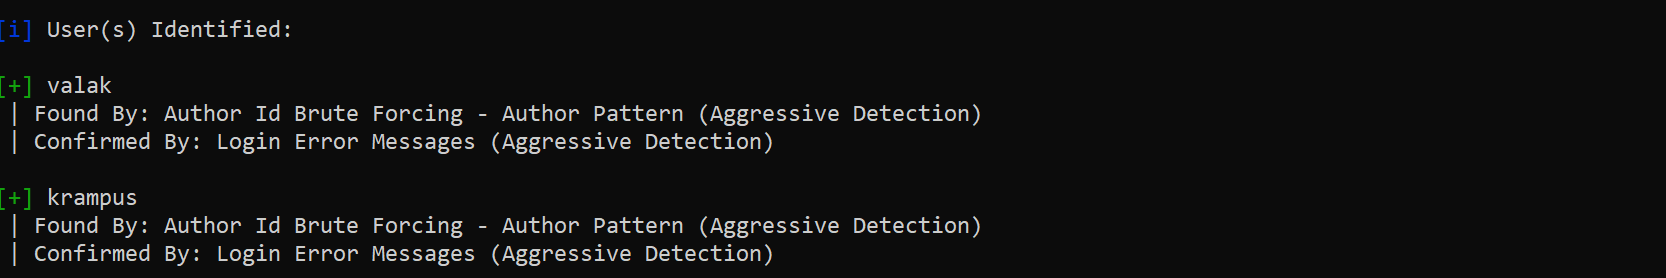 [i] User(s) Identified:
[+] valak
| Found By: Author Id Brute Forcing - Author Pattern (Aggressive Detection)
| Confirmed By: Login Error Messages (Aggressive Detection)
[+] krampus
| Found By: Author Id Brute Forcing - Author Pattern (Aggressive Detection)
| Confirmed By: Login Error Messages (Aggressive Detection)